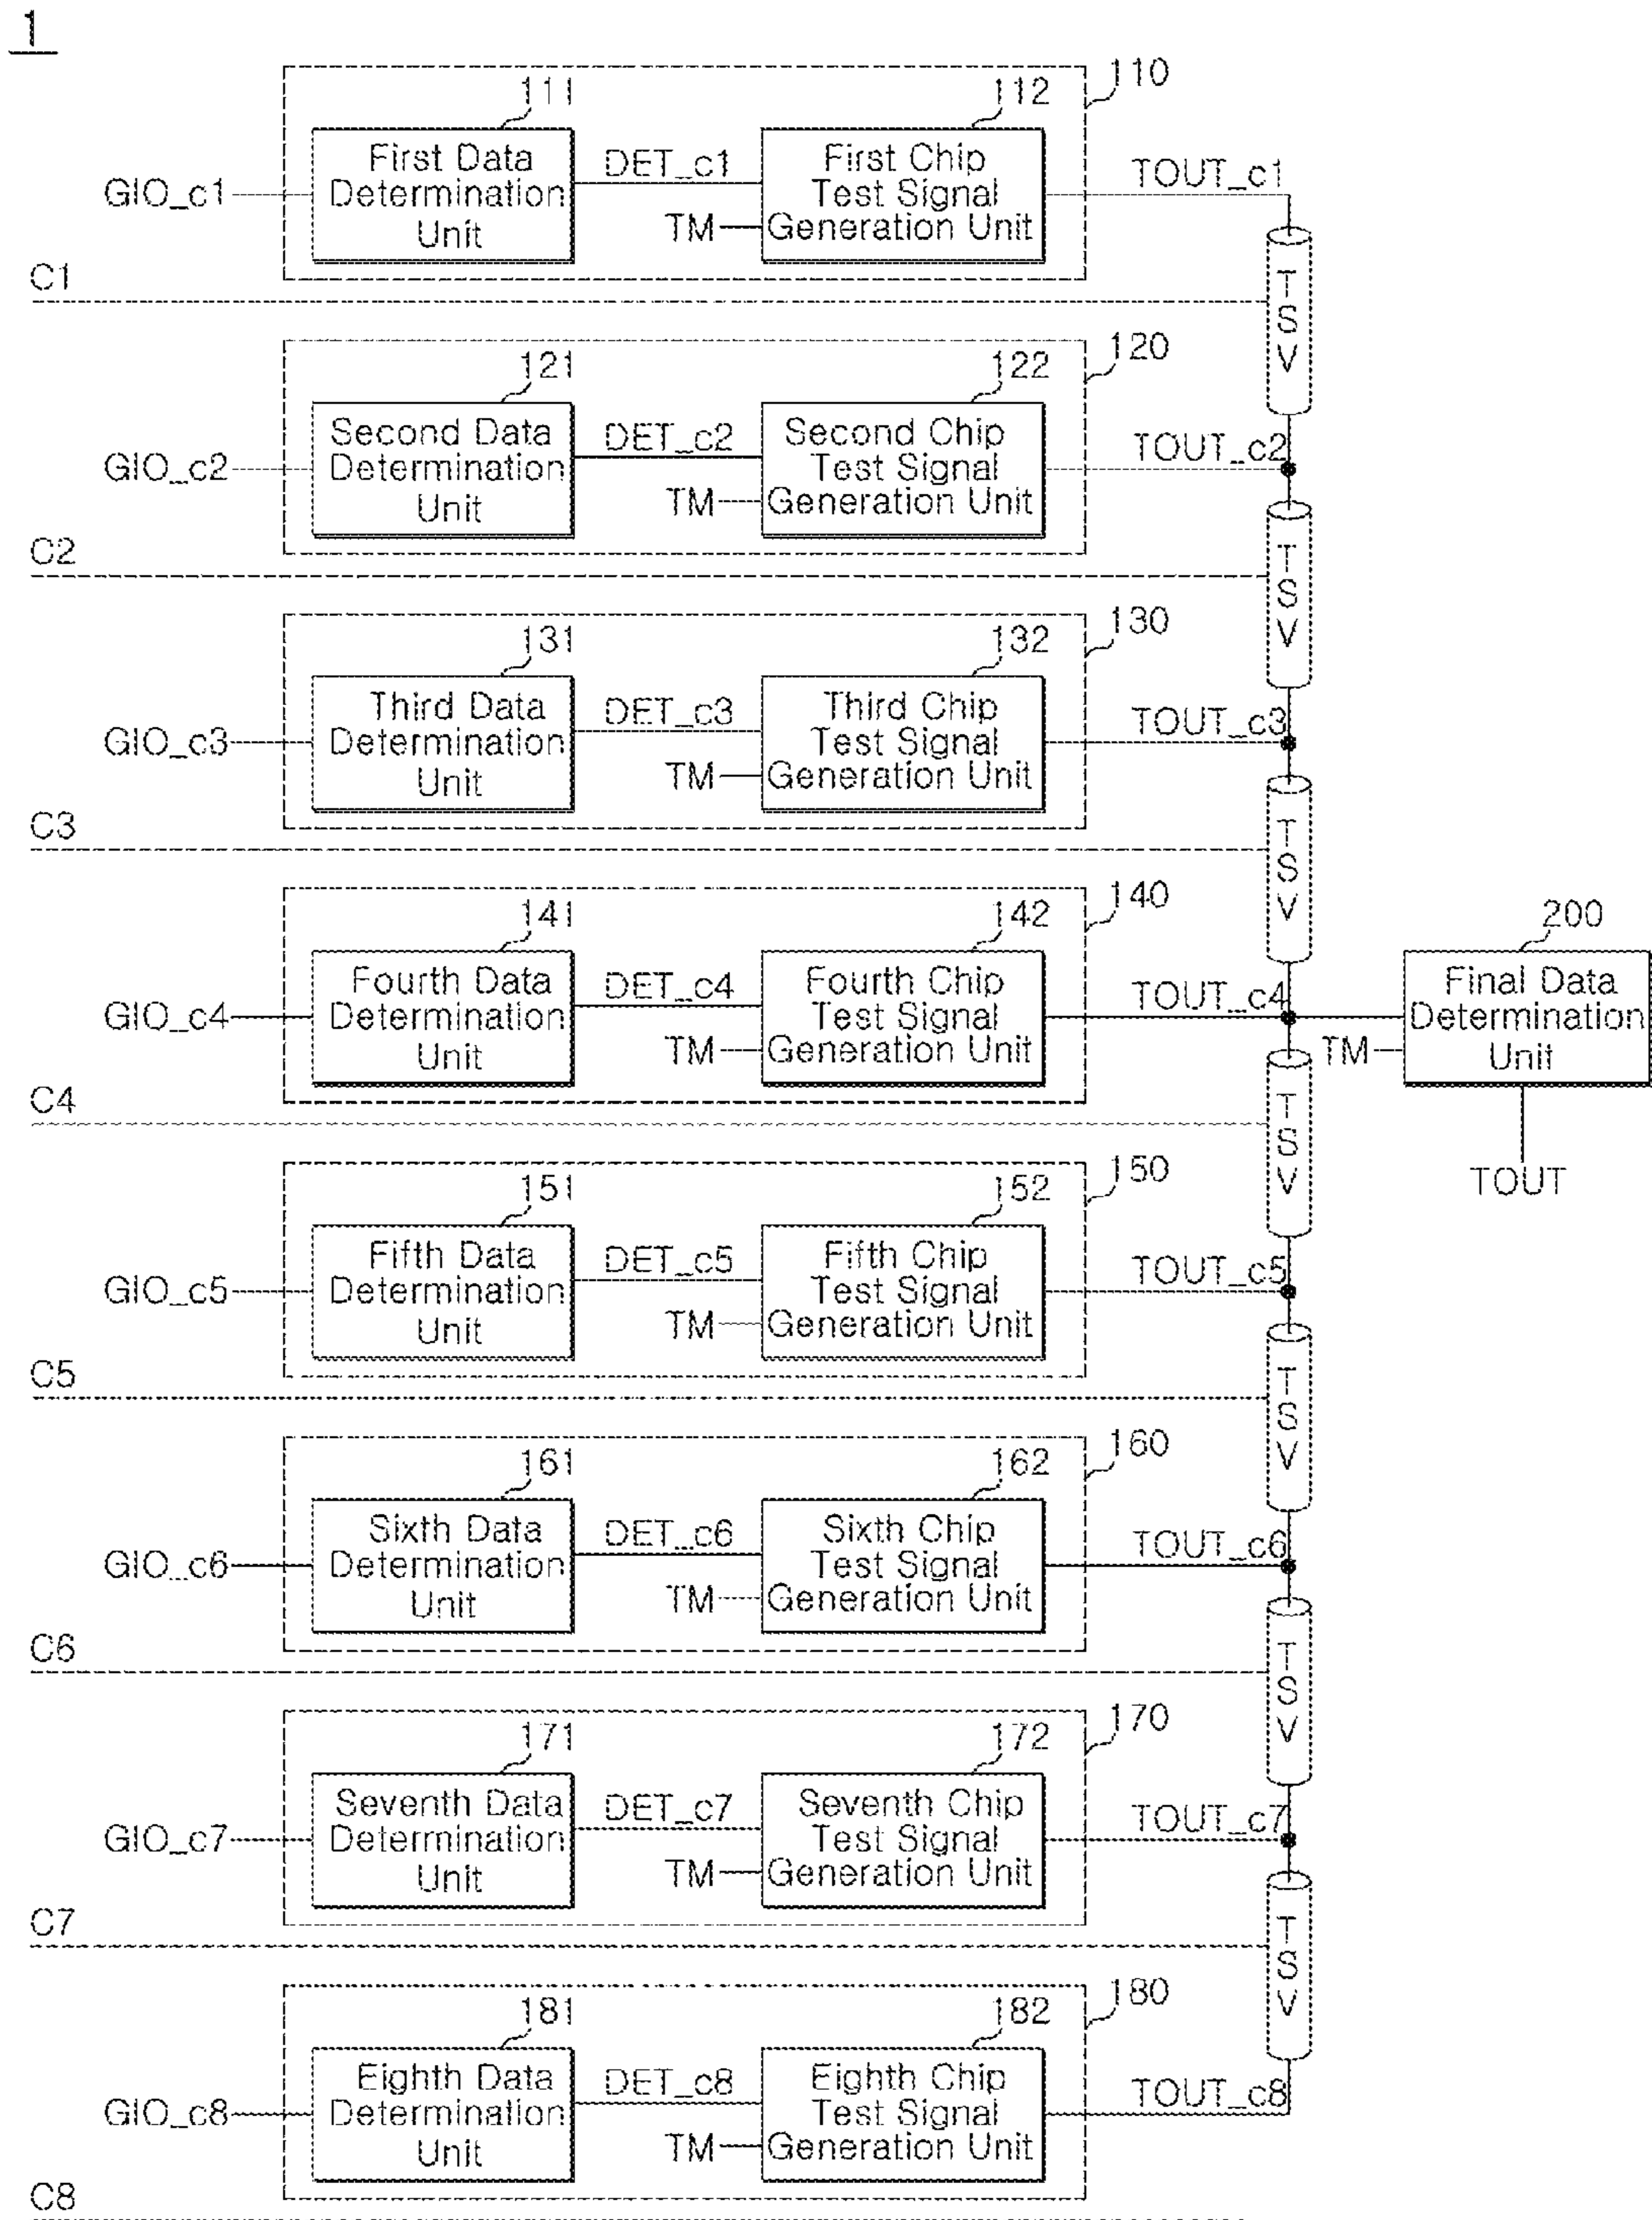 1
110
111
112
First Data
Determination
Unit
First Chip
Test Signal
Generation Unit
GIO_c1
DET_c1
TM
TOUT_c1
C1
TSV
120
121
122
Second Data
Determination
Unit
Second Chip
Test Signal
Generation Unit
GIO_c2
DET_c2
TM
TOUT_c2
C2
TSV
130
131
132
Third Data
Determination
Unit
Third Chip
Test Signal
Generation Unit
GIO_c3
DET_c3
TM
TOUT_c3
C3
TSV
140
141
142
200
Fourth Data
Determination
Unit
Fourth Chip
Test Signal
Generation Unit
Final Data
Determination
Unit
GIO_c4
DET_c4
TM
TOUT_c4
TM
TOUT
C4
TSV
150
151
152
Fifth Data
Determination
Unit
Fifth Chip
Test Signal
Generation Unit
GIO_c5
DET_c5
TM
TOUT_c5
C5
TSV
160
161
162
Sixth Data
Determination
Unit
Sixth Chip
Test Signal
Generation Unit
GIO_c6
DET_c6
TM
TOUT_c6
C6
TSV
170
171
172
Seventh Data
Determination
Unit
Seventh Chip
Test Signal
Generation Unit
GIO_c7
DET_c7
TM
TOUT_c7
C7
TSV
180
181
182
Eighth Data
Determination
Unit
Eighth Chip
Test Signal
Generation Unit
GIO_c8
DET_c8
TM
TOUT_c8
C8